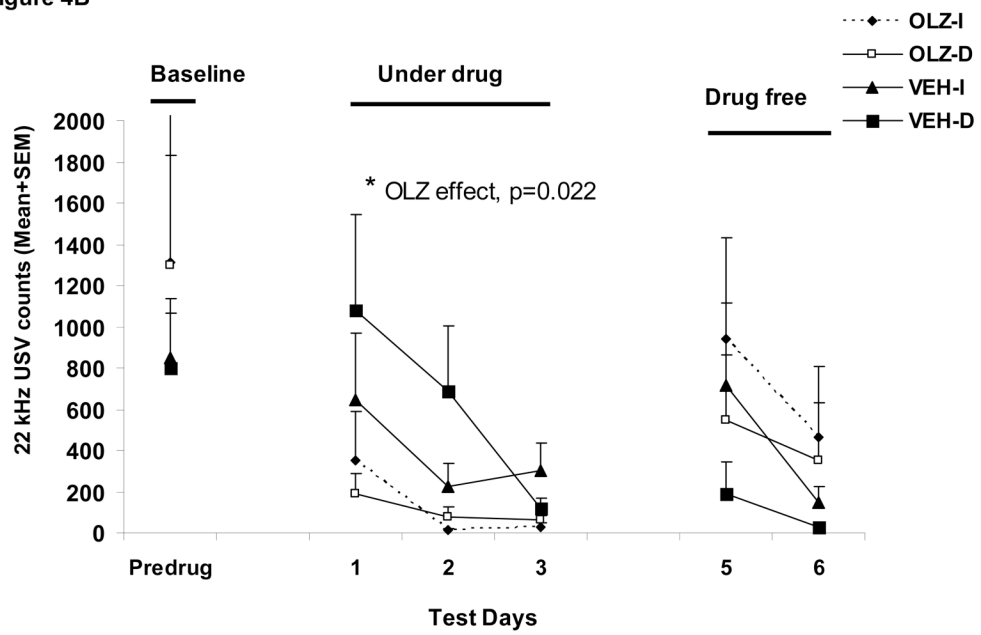 Figure 4B
OLZ-I
OLZ-D
VEH-I
VEH-D
Baseline
Under drug
Drug free
* OLZ effect, p=0.022
22 kHz USV counts (Mean+SEM)
2000
1800
1600
1400
1200
1000
800
600
400
200
0
Predrug 1 2 3 5 6
Test Days